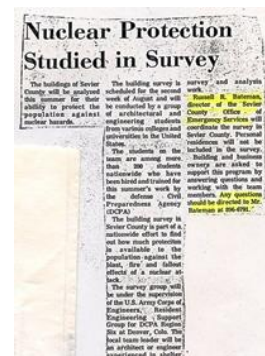 Nuclear Protection
Studied in Survey
The buildings of Sevier
County will be analyzed
this summer for their
ability to protect the
population against
nuclear hazards.
The building survey is
scheduled for the second
week of August and will
be conducted by a group
of architectural and
engineering students
from various colleges and
universities in the United
States.
The students on the
team are among more
than 200 students
nationwide who have
been hired and trained for
this summer's work by
the defense Civil
Preparedness Agency
(DCPA)
The building survey in
Sevier County is part of a
nationwide effort to find
out how much protection
is available to the
population against the
blast, fire and fallout
effects of a nuclear at-
tack.
The survey group will
be under the supervision
of the U.S. Army Corps of
Engineers, Resident
Engineering Support
Group for DCPA Region
Six at Denver, Colo. The
local team leader will be
an architect or engineer
experienced in shelter
survey and analysis
work.
Russell R. Bateman,
director of the Sevier
County Office of
Emergency Services will
coordinate the survey in
Sevier County. Personal
residences will not be
included in the survey.
Building and business
owners are asked to
support this program by
answering questions and
working with the team
members. Any questions
should be directed to Mr.
Bateman at